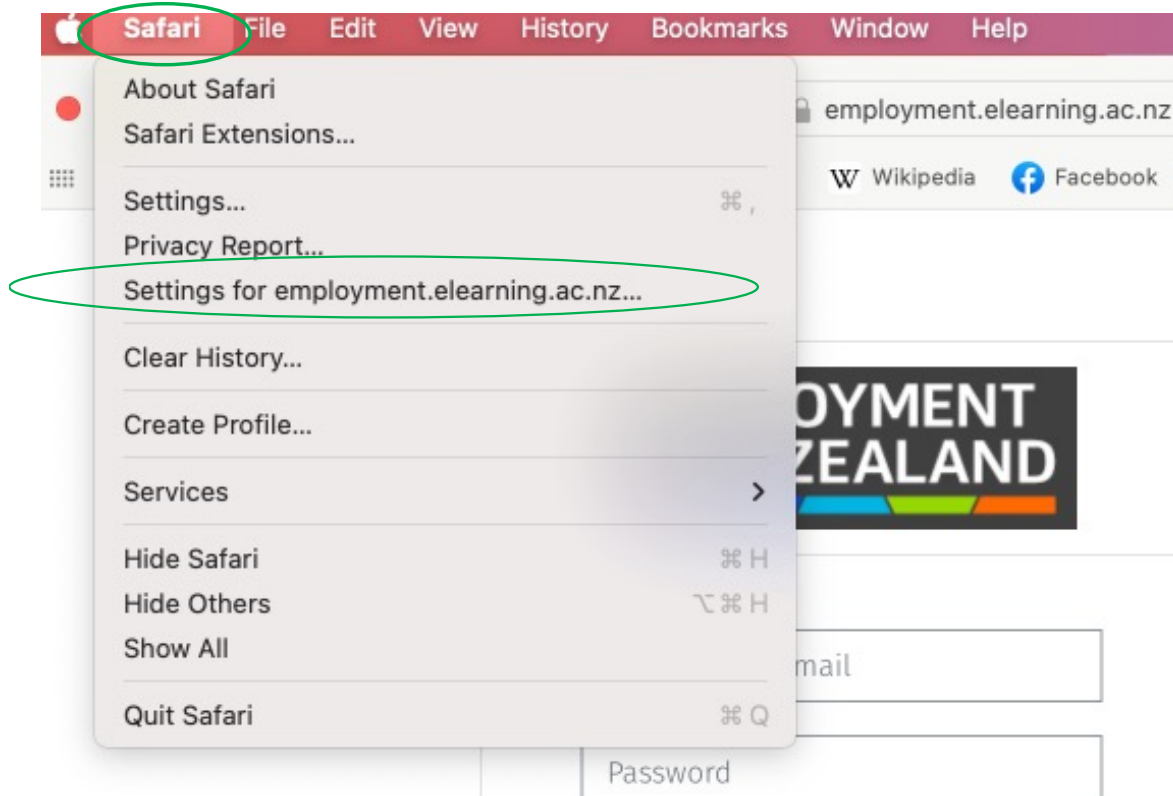 Safari File Edit View History Bookmarks Window Help
About Safari
employment.elearning.ac.nz
Safari Extensions...
Wikipedia Facebook
Settings... ⌘ ,
Privacy Report...
Settings for employment.elearning.ac.nz...
Clear History...
OYMENT
Create Profile...
ZEALAND
Services
Hide Safari ⌘ H
Hide Others ⌥ ⌘ H
Show All
mail
Quit Safari ⌘ Q
Password